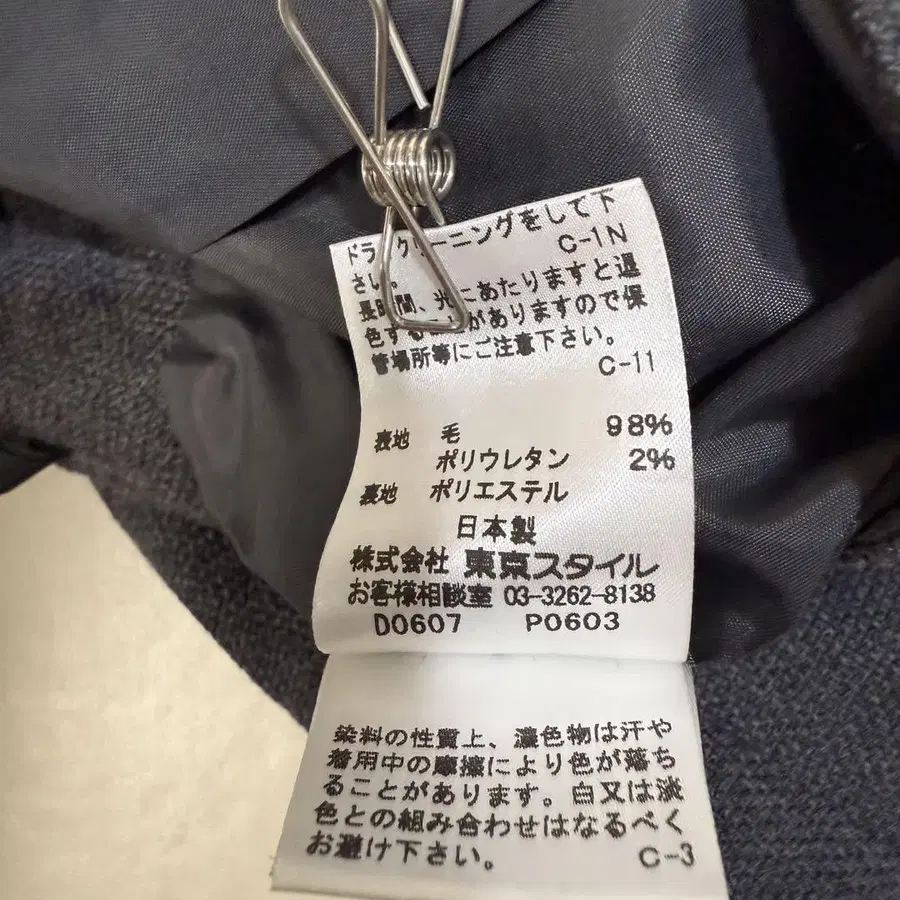 ドライクリーニングをして下
さい。 C-1N
長時間、光にあたりますと退
色することがありますので保
管場所等にご注意下さい。
C-11
表地 毛 98%
ポリウレタン 2%
裏地 ポリエステル
日本製
株式会社 東京スタイル
お客様相談室 03-3262-8138
D0607 P0603
染料の性質上、濃色物は汗や
着用中の摩擦により色が落ち
ることがあります。白又は淡
色との組み合わせはなるべく
お避け下さい。 C-3